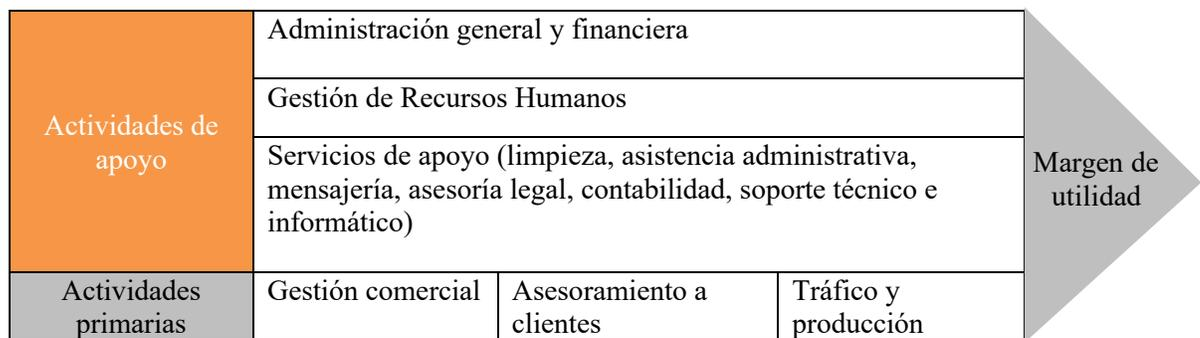 Actividades de
apoyo
Administración general y financiera
Gestión de Recursos Humanos
Servicios de apoyo (limpieza, asistencia administrativa,
mensajería, asesoría legal, contabilidad, soporte técnico e
informático)
Actividades
primarias
Gestión comercial
Asesoramiento a
clientes
Tráfico y
producción
Margen de
utilidad